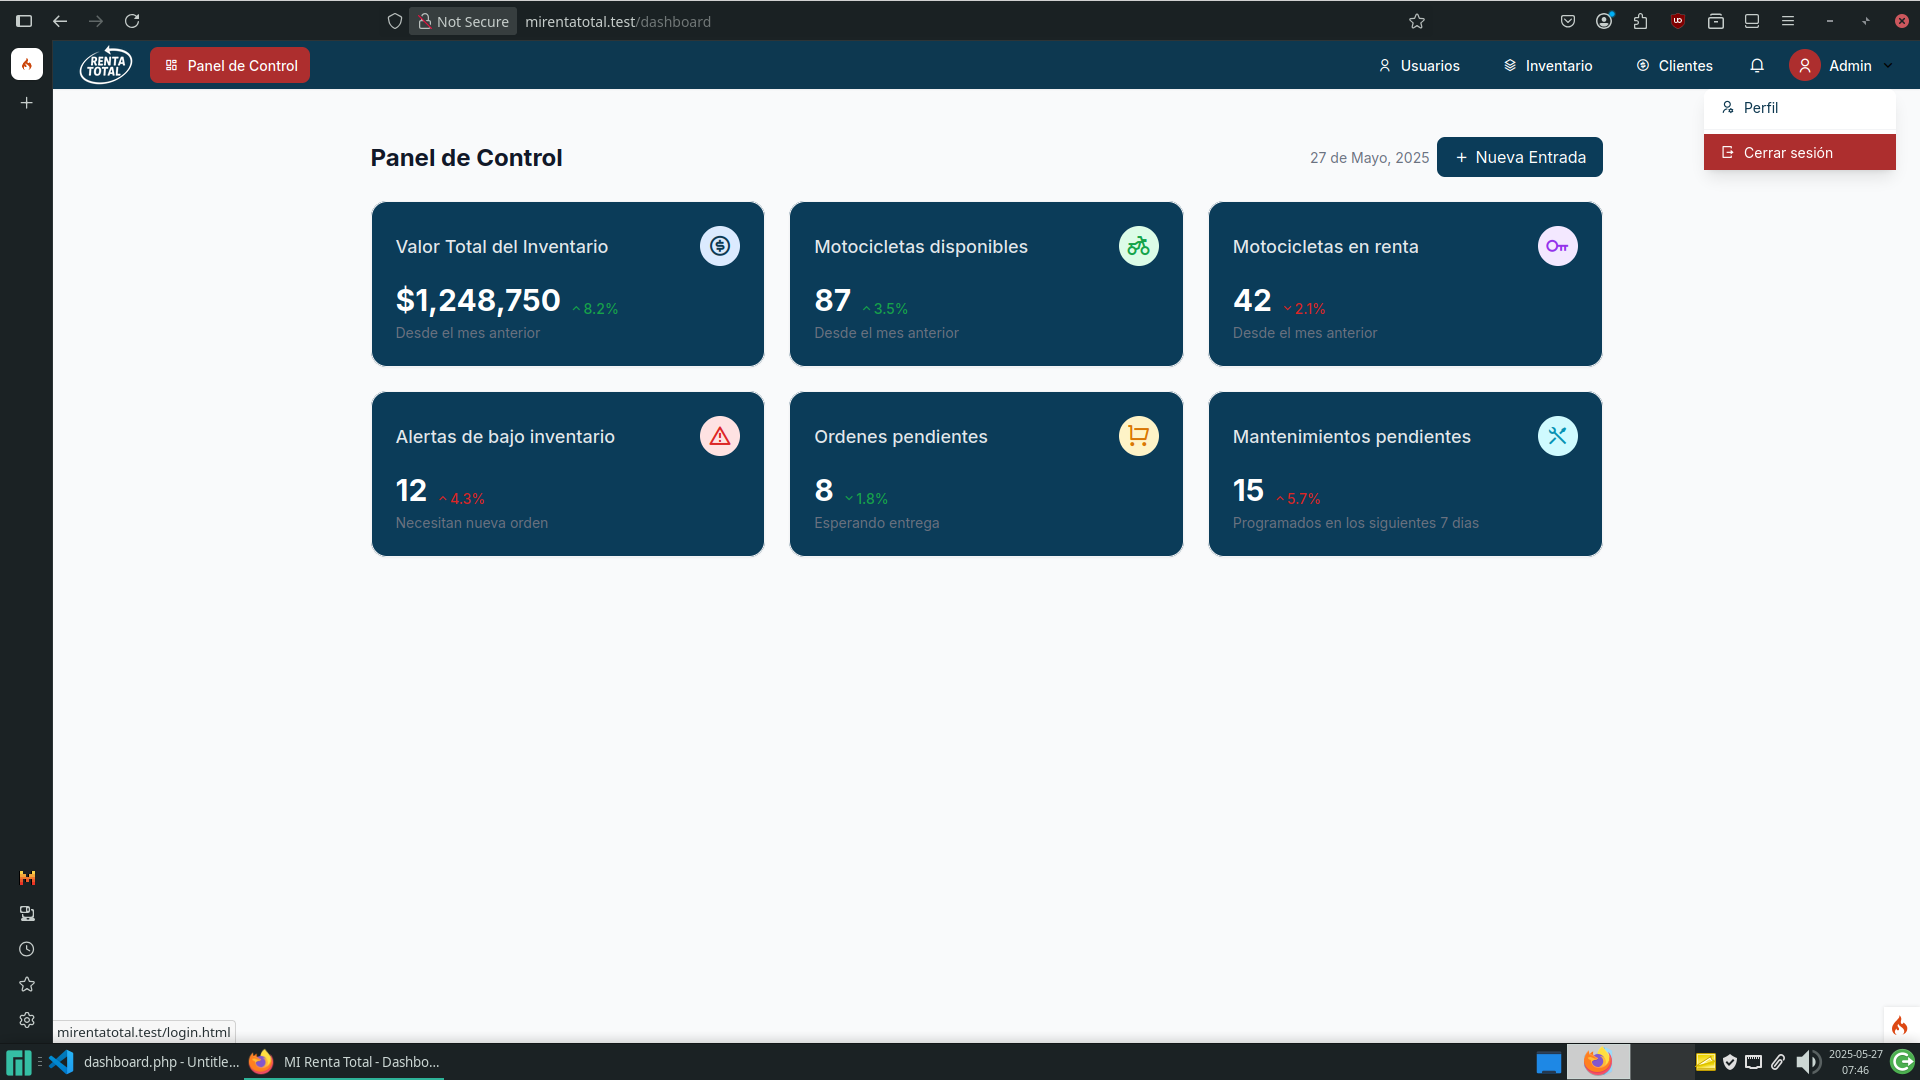 Not Secure
mirentatotal.test/dashboard
RENTA
TOTAL
Panel de Control
Usuarios
Inventario
Clientes
Admin
Perfil
Cerrar sesión
Panel de Control
27 de Mayo, 2025
+ Nueva Entrada
Valor Total del Inventario
$1,248,750
8.2%
Desde el mes anterior
Motocicletas disponibles
87
3.5%
Desde el mes anterior
Motocicletas en renta
42
2.1%
Desde el mes anterior
Alertas de bajo inventario
12
4.3%
Necesitan nueva orden
Ordenes pendientes
8
1.8%
Esperando entrega
Mantenimientos pendientes
15
5.7%
Programados en los siguientes 7 dias
mirentatotal.test/login.html
dashboard.php - Untitle...
MI Renta Total - Dashbo...
2025-05-27
07:46